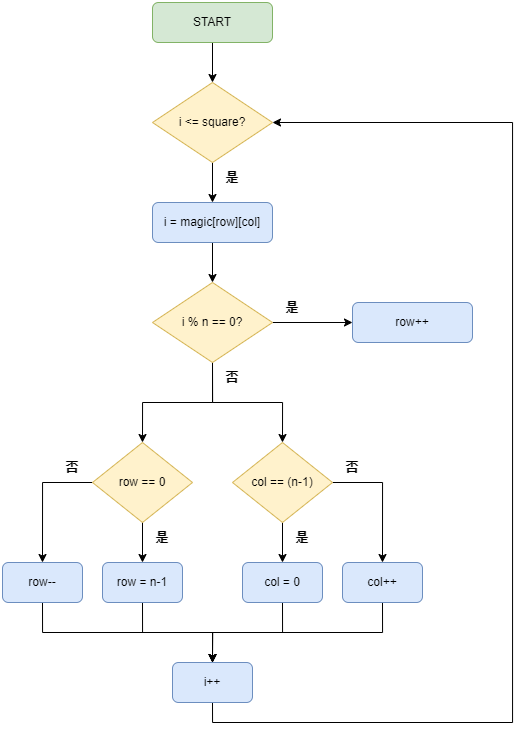 START
i <= square?
是
i = magic[row][col]
i % n == 0?
是
row++
否
否
row == 0
col == (n-1)
否
是
是
row--
row = n-1
col = 0
col++
i++